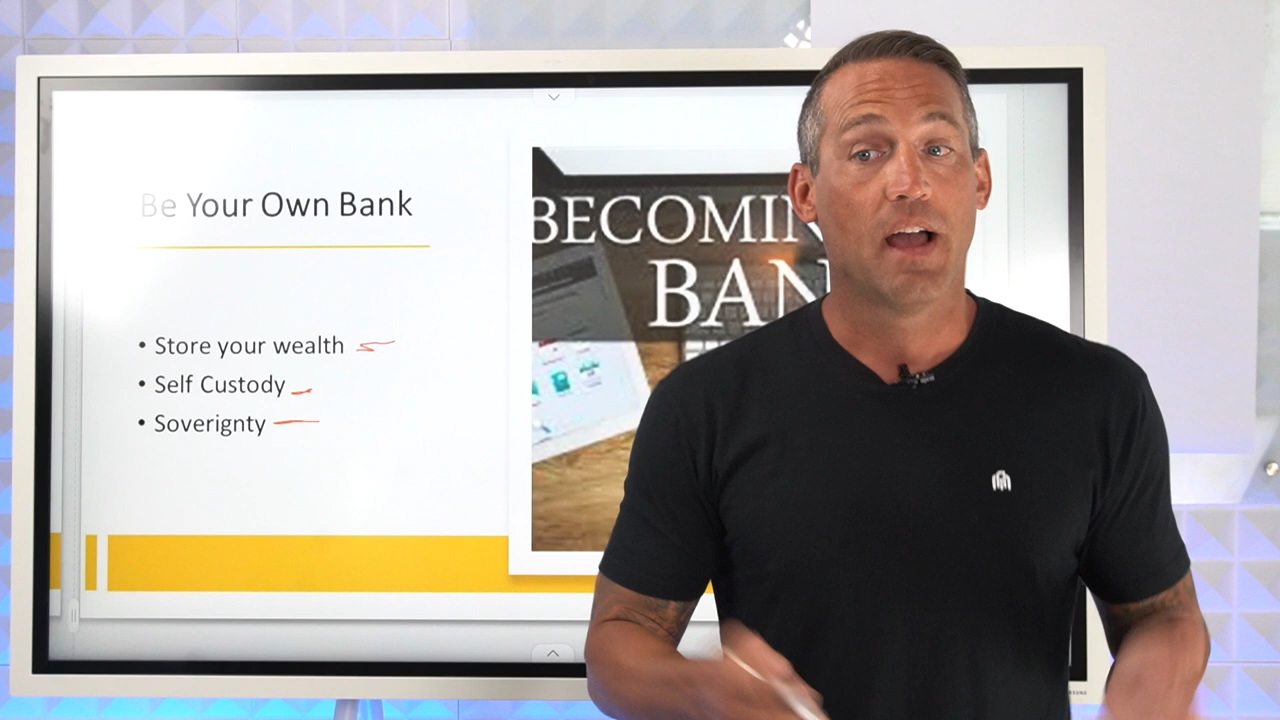 Be Your Own Bank
• Store your wealth
• Self Custody
• Soverignty
BECOMIN
BAN